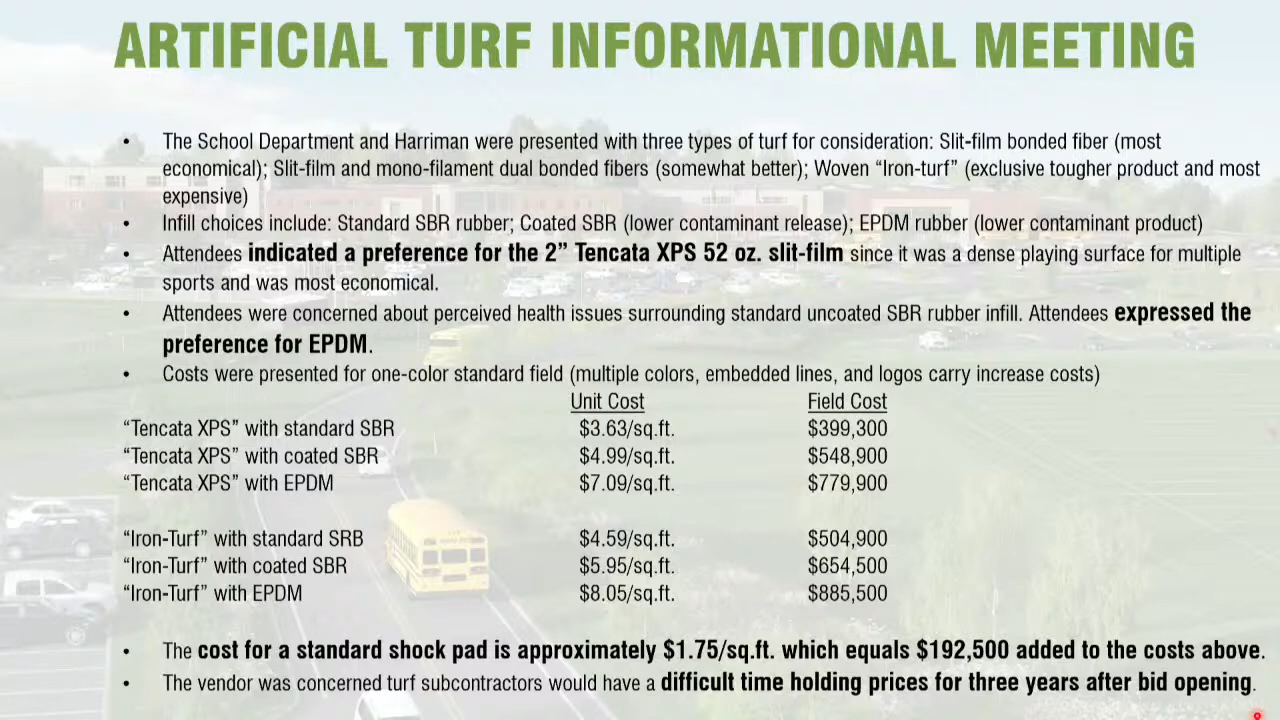 ARTIFICIAL TURF INFORMATIONAL MEETING
• The School Department and Harriman were presented with three types of turf for consideration: Slit-film bonded fiber (most
economical); Slit-film and mono-filament dual bonded fibers (somewhat better); Woven “Iron-turf” (exclusive tougher product and most
expensive)
• Infill choices include: Standard SBR rubber; Coated SBR (lower contaminant release); EPDM rubber (lower contaminant product)
• Attendees indicated a preference for the 2” Tencata XPS 52 oz. slit-film since it was a dense playing surface for multiple
sports and was most economical.
• Attendees were concerned about perceived health issues surrounding standard uncoated SBR rubber infill. Attendees expressed the
preference for EPDM.
• Costs were presented for one-color standard field (multiple colors, embedded lines, and logos carry increase costs)
Unit Cost Field Cost
“Tencata XPS” with standard SBR $3.63/sq.ft. $399,300
“Tencata XPS” with coated SBR $4.99/sq.ft. $548,900
“Tencata XPS” with EPDM $7.09/sq.ft. $779,900
“Iron-Turf” with standard SRB $4.59/sq.ft. $504,900
“Iron-Turf” with coated SBR $5.95/sq.ft. $654,500
“Iron-Turf” with EPDM $8.05/sq.ft. $885,500
• The cost for a standard shock pad is approximately $1.75/sq.ft. which equals $192,500 added to the costs above.
• The vendor was concerned turf subcontractors would have a difficult time holding prices for three years after bid opening.